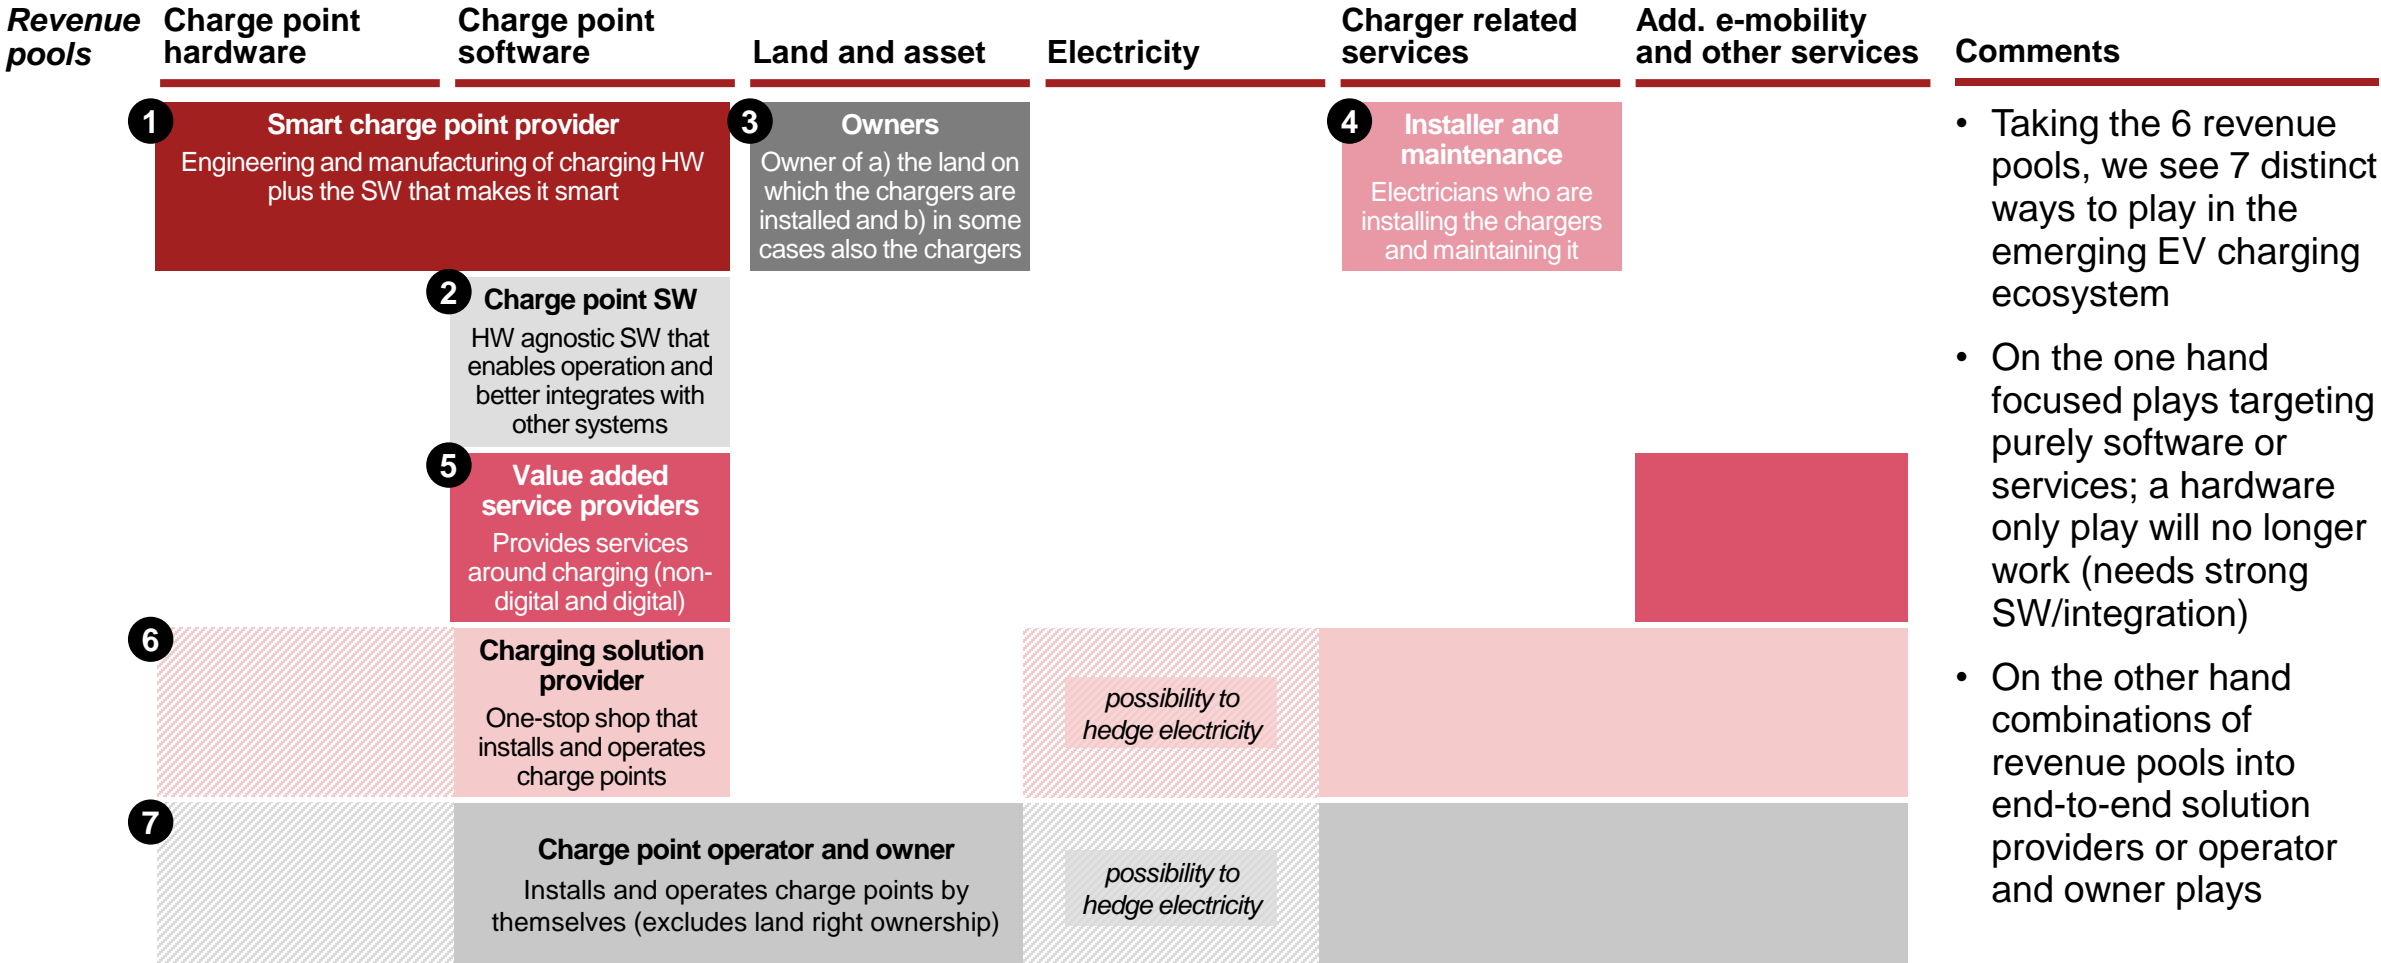 Revenue
pools
Charge point
hardware
Charge point
software
Land and asset
Electricity
Charger related
services
Add. e-mobility
and other services
Comments
1
Smart charge point provider
Engineering and manufacturing of charging HW
plus the SW that makes it smart
3
Owners
Owner of a) the land on
which the chargers are
installed and b) in some
cases also the chargers
4
Installer and
maintenance
Electricians who are
installing the chargers
and maintaining it
2
Charge point SW
HW agnostic SW that
enables operation and
better integrates with
other systems
5
Value added
service providers
Provides services
around charging (non-
digital and digital)
6
Charging solution
provider
One-stop shop that
installs and operates
charge points
possibility to
hedge electricity
7
Charge point operator and owner
Installs and operates charge points by
themselves (excludes land right ownership)
possibility to
hedge electricity
• Taking the 6 revenue
pools, we see 7 distinct
ways to play in the
emerging EV charging
ecosystem
• On the one hand
focused plays targeting
purely software or
services; a hardware
only play will no longer
work (needs strong
SW/integration)
• On the other hand
combinations of
revenue pools into
end-to-end solution
providers or operator
and owner plays